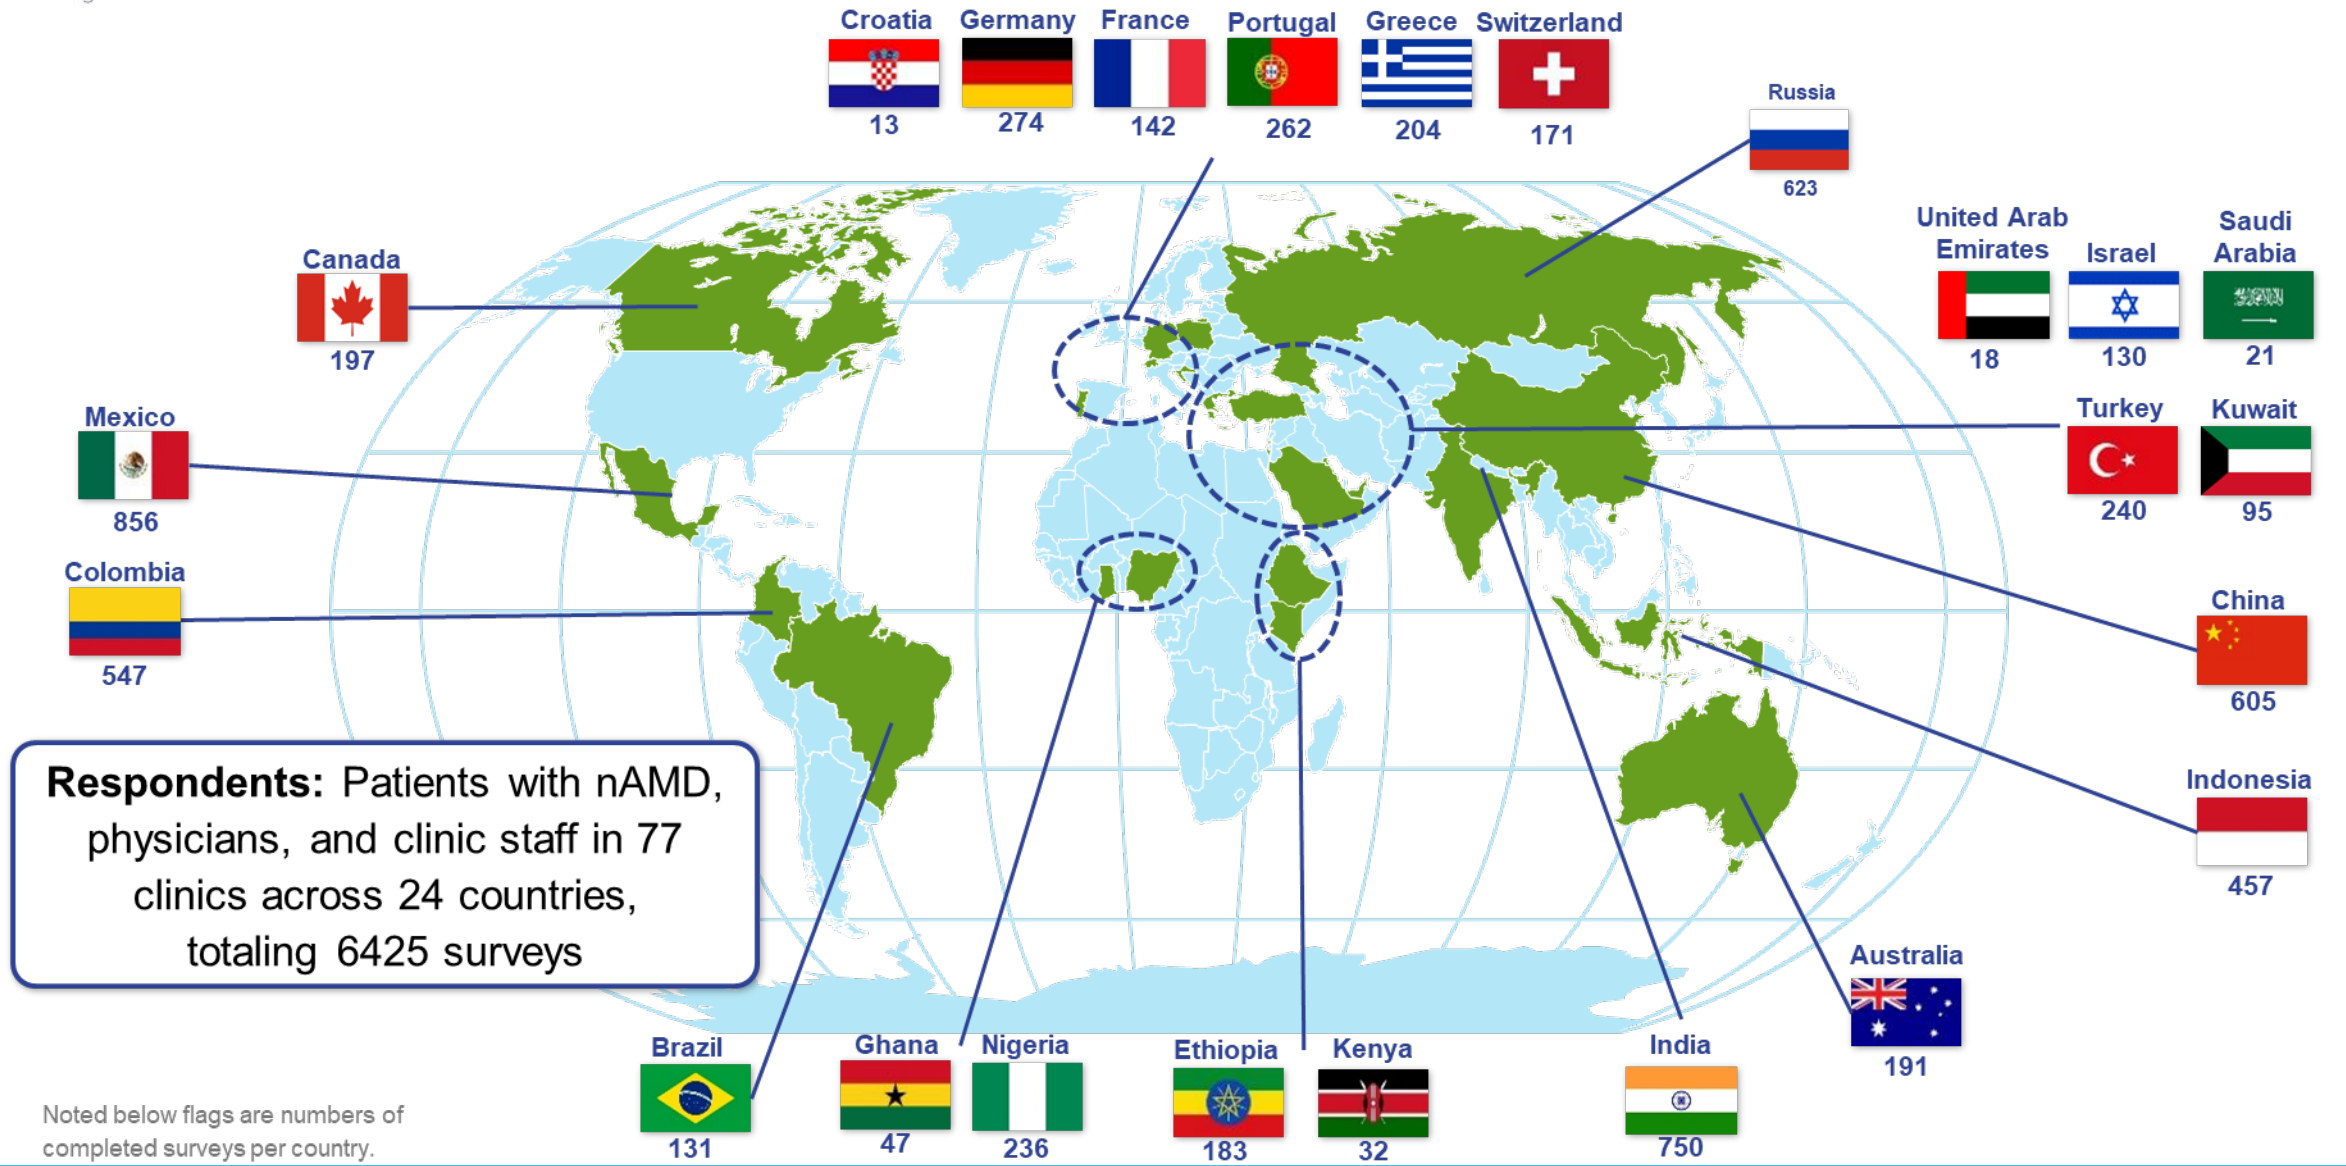 Croatia
13
Germany
274
France
142
Portugal
262
Greece
204
Switzerland
171
Russia
623
United Arab
Emirates
18
Israel
130
Saudi
Arabia
21
Canada
197
Turkey
240
Kuwait
95
Mexico
856
Colombia
547
China
605
Indonesia
457
Respondents: Patients with nAMD,
physicians, and clinic staff in 77
clinics across 24 countries,
totaling 6425 surveys
Australia
191
Brazil
131
Ghana
47
Nigeria
236
Ethiopia
183
Kenya
32
India
750
Noted below flags are numbers of
completed surveys per country.